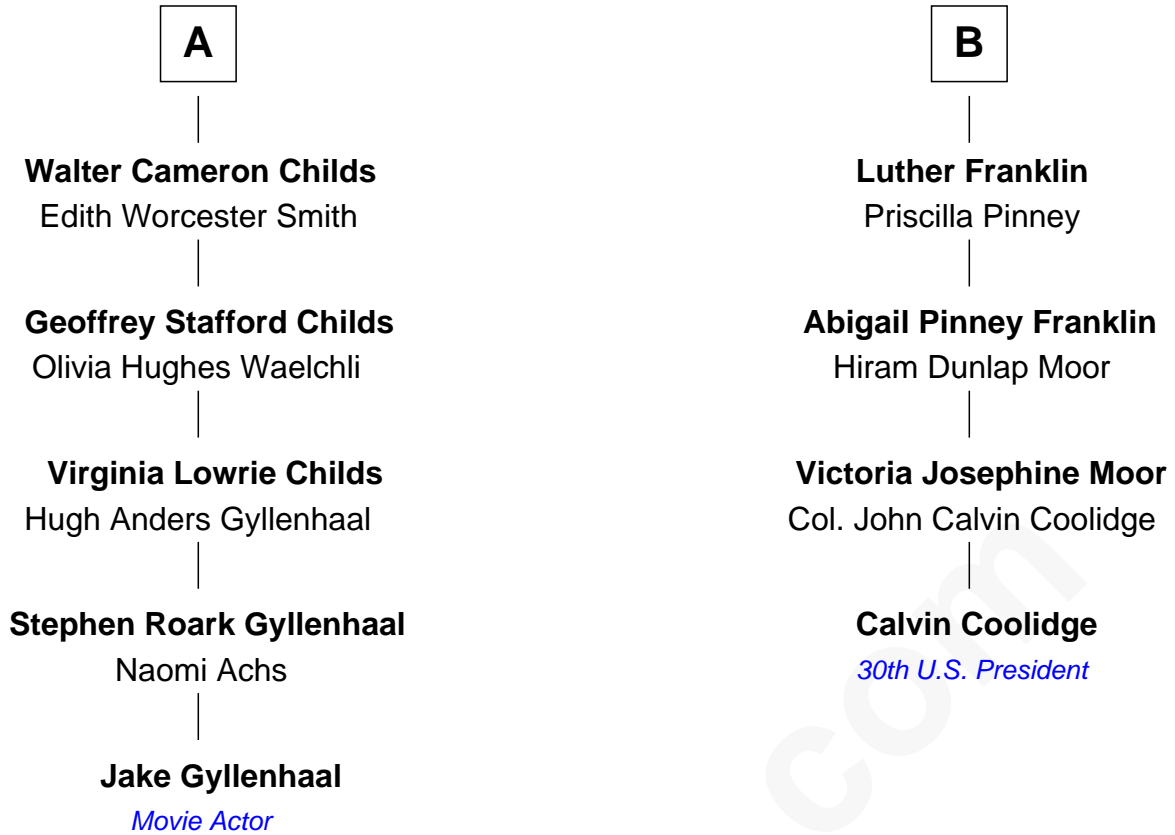 A
Walter Cameron Childs
Edith Worcester Smith
Geoffrey Stafford Childs
Olivia Hughes Waelchli
Virginia Lowrie Childs
Hugh Anders Gyllenhaal
Stephen Roark Gyllenhaal
Naomi Achs
Jake Gyllenhaal
Movie Actor
B
Luther Franklin
Priscilla Pinney
Abigail Pinney Franklin
Hiram Dunlap Moor
Victoria Josephine Moor
Col. John Calvin Coolidge
Calvin Coolidge
30th U.S. President
com